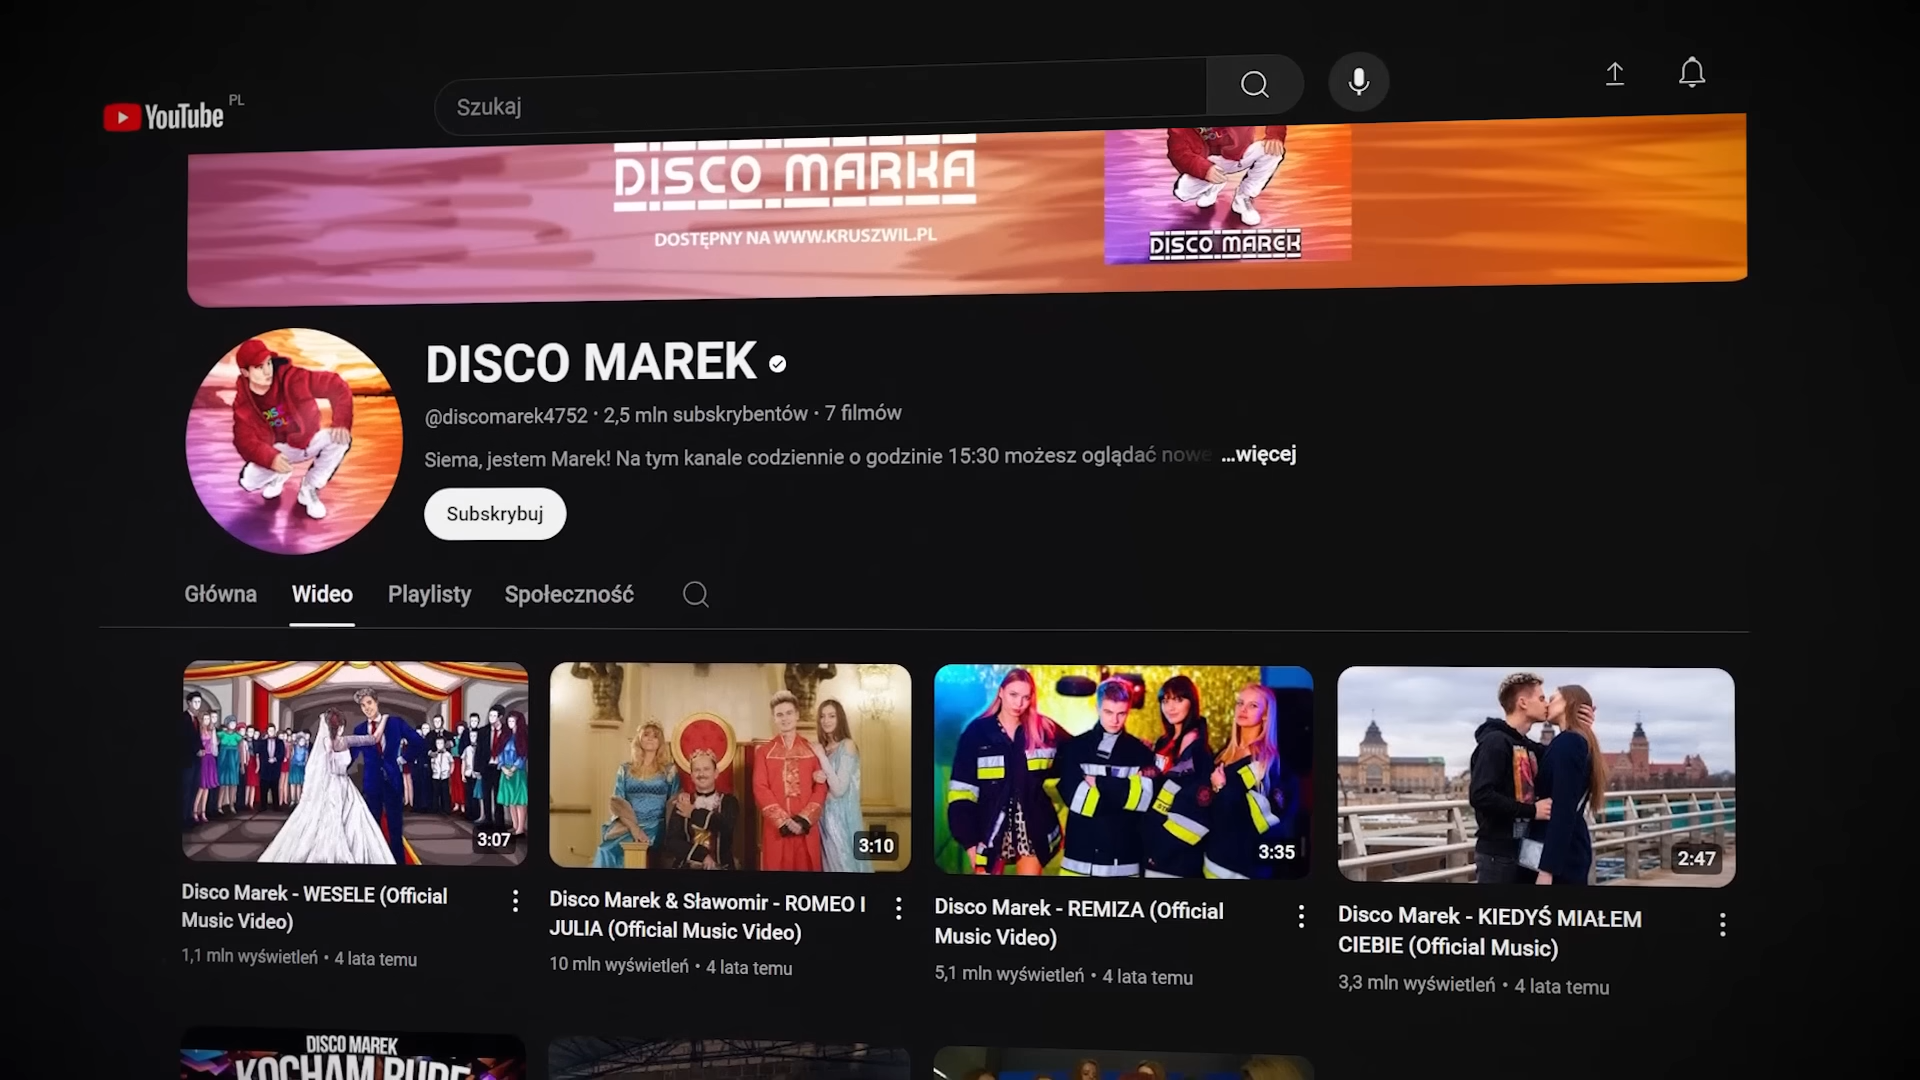 YouTube PL
Szukaj
DISCO MARKA
DOSTĘPNY NA WWW.KRUSZWIL.PL
DISCO MAREK
DISCO MAREK
@discomarek4752 · 2,5 mln subskrybentów · 7 filmów
Siema, jestem Marek! Na tym kanale codziennie o godzinie 15:30 możesz oglądać nowe ...więcej
Subskrybuj
Główna Wideo Playlisty Społeczność
3:07
3:10
3:35
2:47
Disco Marek - WESELE (Official
Music Video)
1,1 mln wyświetleń • 4 lata temu
Disco Marek & Sławomir - ROMEO I
JULIA (Official Music Video)
10 mln wyświetleń • 4 lata temu
Disco Marek - REMIZA (Official
Music Video)
5,1 mln wyświetleń • 4 lata temu
Disco Marek - KIEDYŚ MIAŁEM
CIEBIE (Official Music)
3,3 mln wyświetleń • 4 lata temu
DISCO MAREK
KOCHAM RUDE